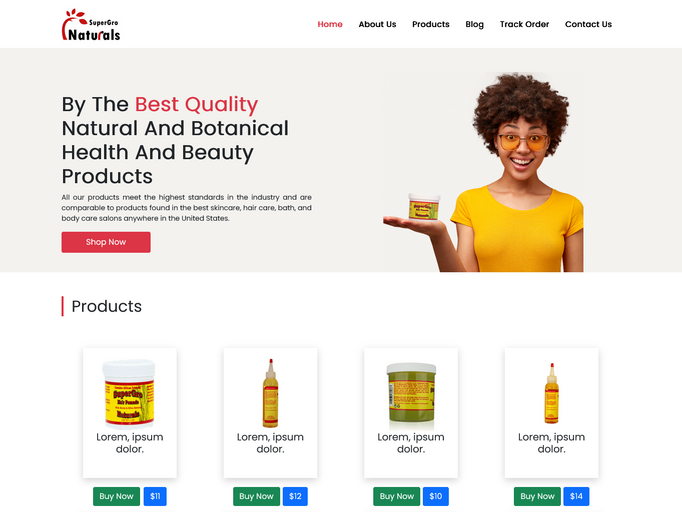 SuperGro
Naturals
Home About Us Products Blog Track Order Contact Us
By The Best Quality
Natural And Botanical
Health And Beauty
Products
All our products meet the highest standards in the industry and are
comparable to products found in the best skincare, hair care, bath, and
body care salons anywhere in the United States.
Shop Now
SuperGro
Products
SuperGro
Hair Pomade
Lorem, ipsum
dolor.
Lorem, ipsum
dolor.
Lorem, ipsum
dolor.
Lorem, ipsum
dolor.
Buy Now $11
Buy Now $12
Buy Now $10
Buy Now $14